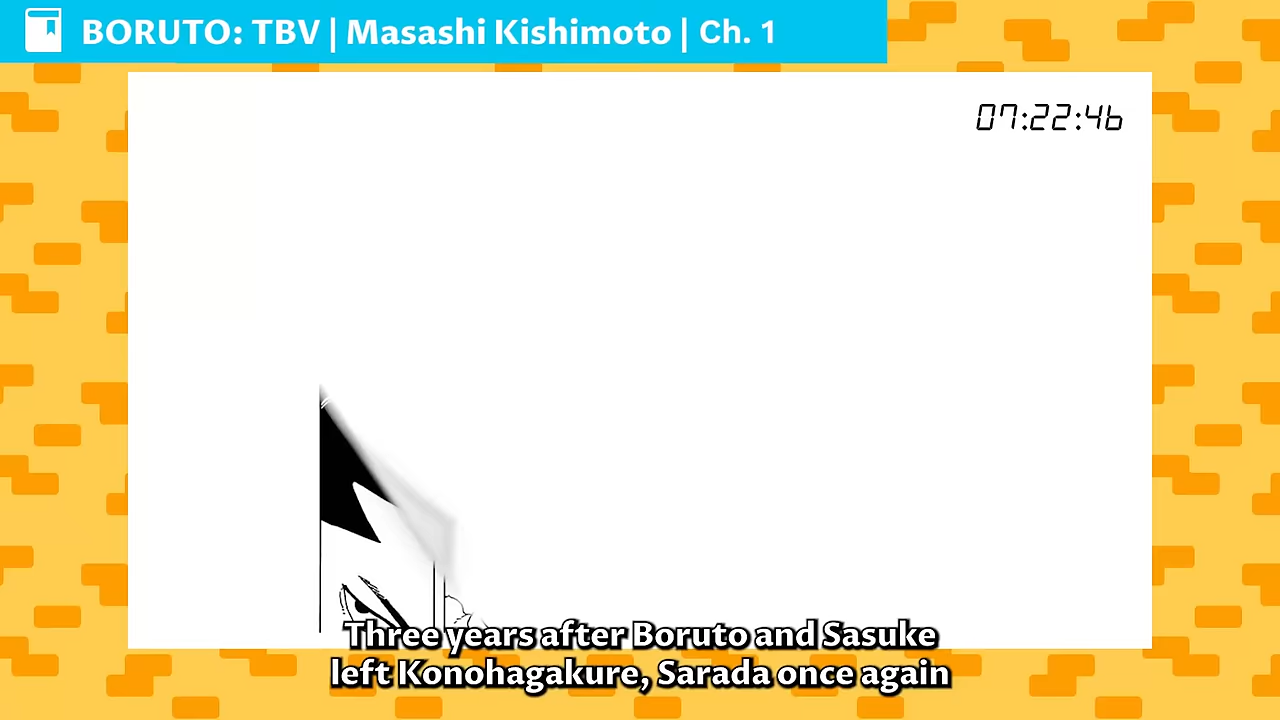 BORUTO: TBV | Masashi Kishimoto | Ch. 1
07:22:46
Three years after Boruto and Sasuke
left Konohagakure, Sarada once again